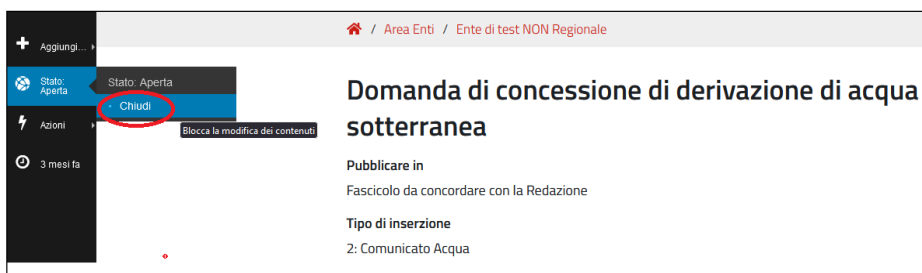 / Area Enti / Ente di test NON Regionale
Aggiungi...
Stato:
Aperta
Stato: Aperta
Chiudi
Blocca la modifica dei contenuti
Azioni
3 mesi fa
Domanda di concessione di derivazione di acqua
sotterranea
Pubblicare in
Fascicolo da concordare con la Redazione
Tipo di inserzione
2: Comunicato Acqua